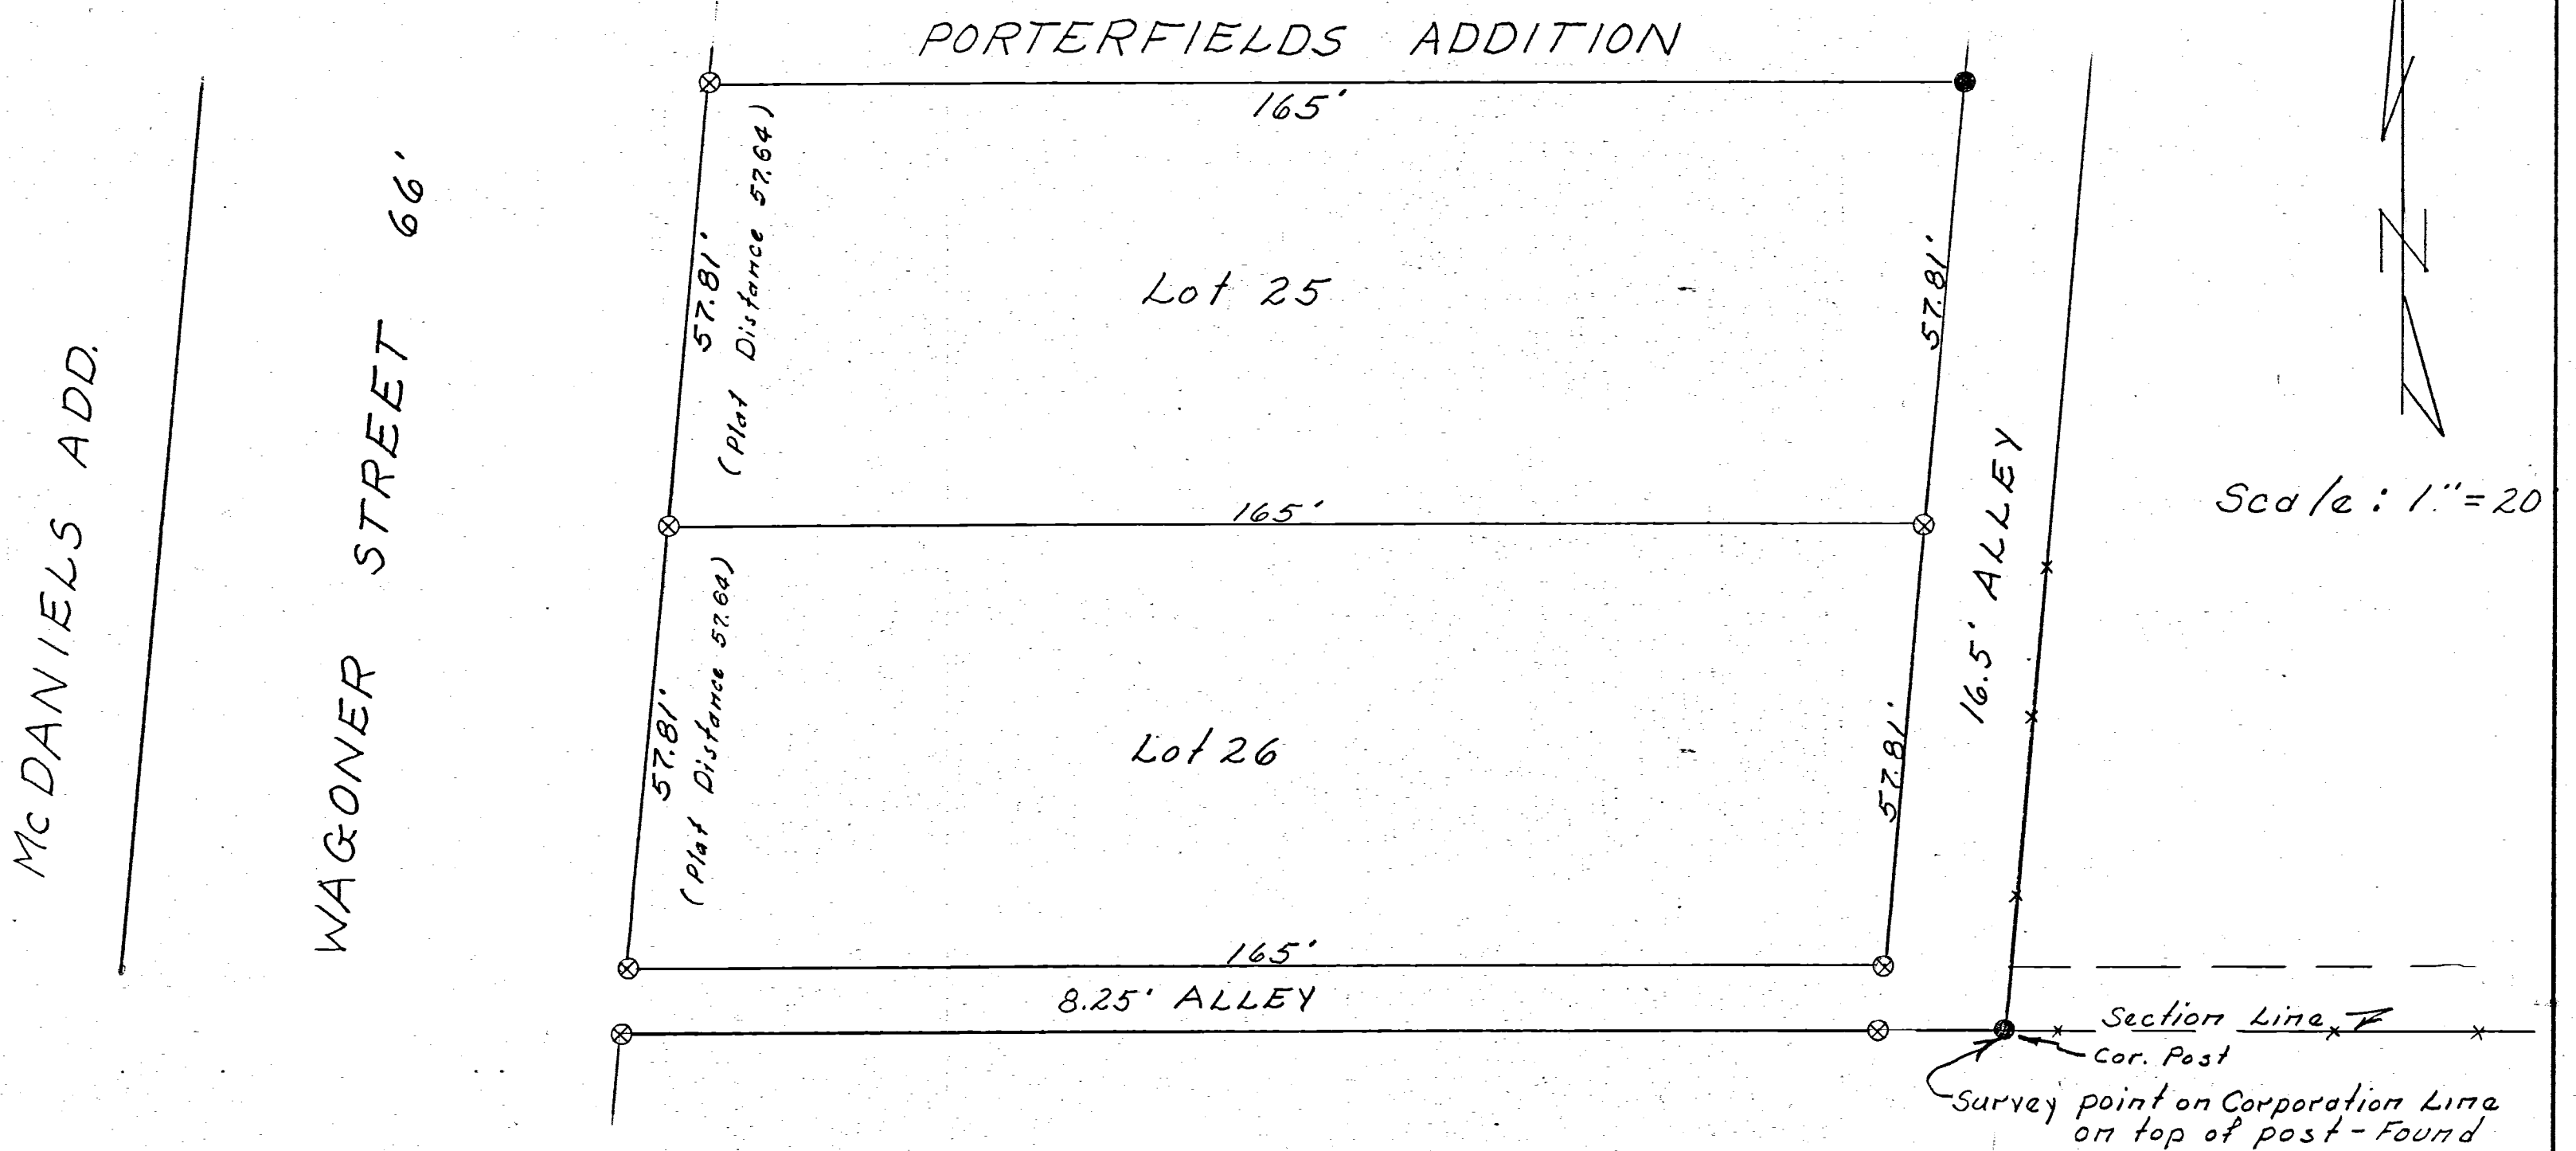 PORTERFIELDS ADDITION
165'
McDANIELS ADD.
WAGONER STREET 66'
57.81'
(Plat Distance 57.64)
Lot 25
57.81'
N
Scale: 1."=20
165'
16.5' ALLEY
57.81'
(Plat Distance 57.64)
Lot 26
57.81'
165'
8.25' ALLEY
Section Line
Cor. Post
Survey point on Corporation Line
on top of post - Found